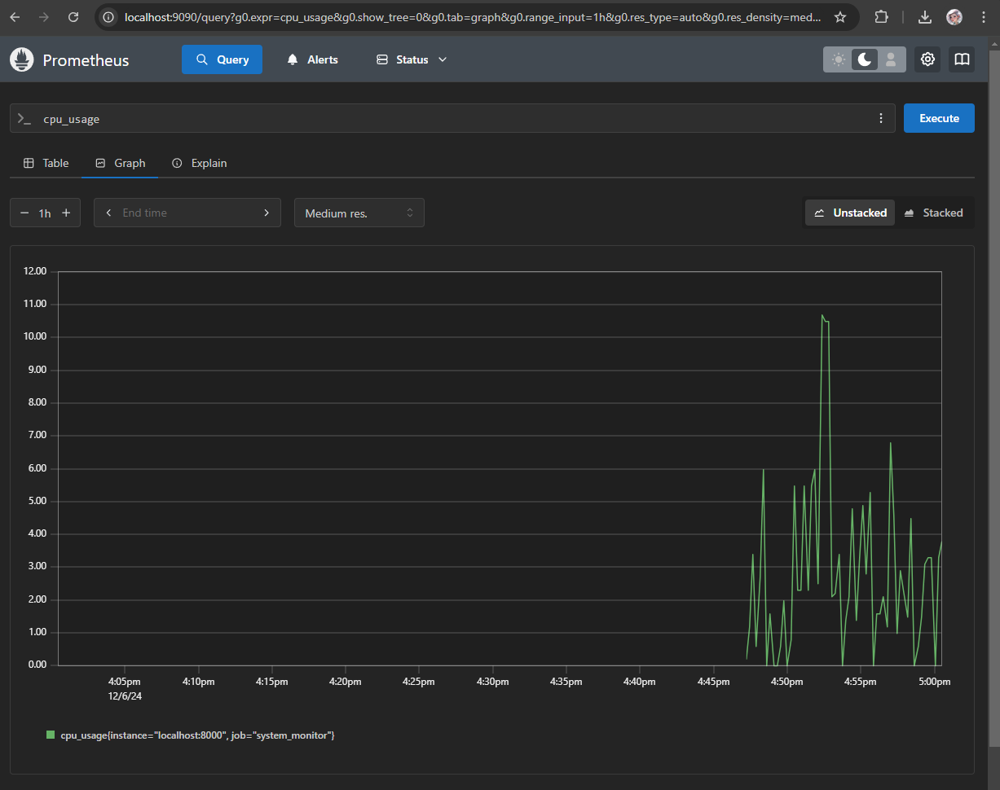 localhost:9090/query?g0.expr=cpu_usage&g0.show_tree=0&g0.tab=graph&g0.range_input=1h&g0.res_type=auto&g0.res_density=med...
Prometheus Query Alerts Status
cpu_usage Execute
Table Graph Explain
1h End time Medium res. Unstacked Stacked
12.00
11.00
10.00
9.00
8.00
7.00
6.00
5.00
4.00
3.00
2.00
1.00
0.00
4:05pm 4:10pm 4:15pm 4:20pm 4:25pm 4:30pm 4:35pm 4:40pm 4:45pm 4:50pm 4:55pm 5:00pm
12/6/24
cpu_usage{instance="localhost:8000", job="system_monitor"}